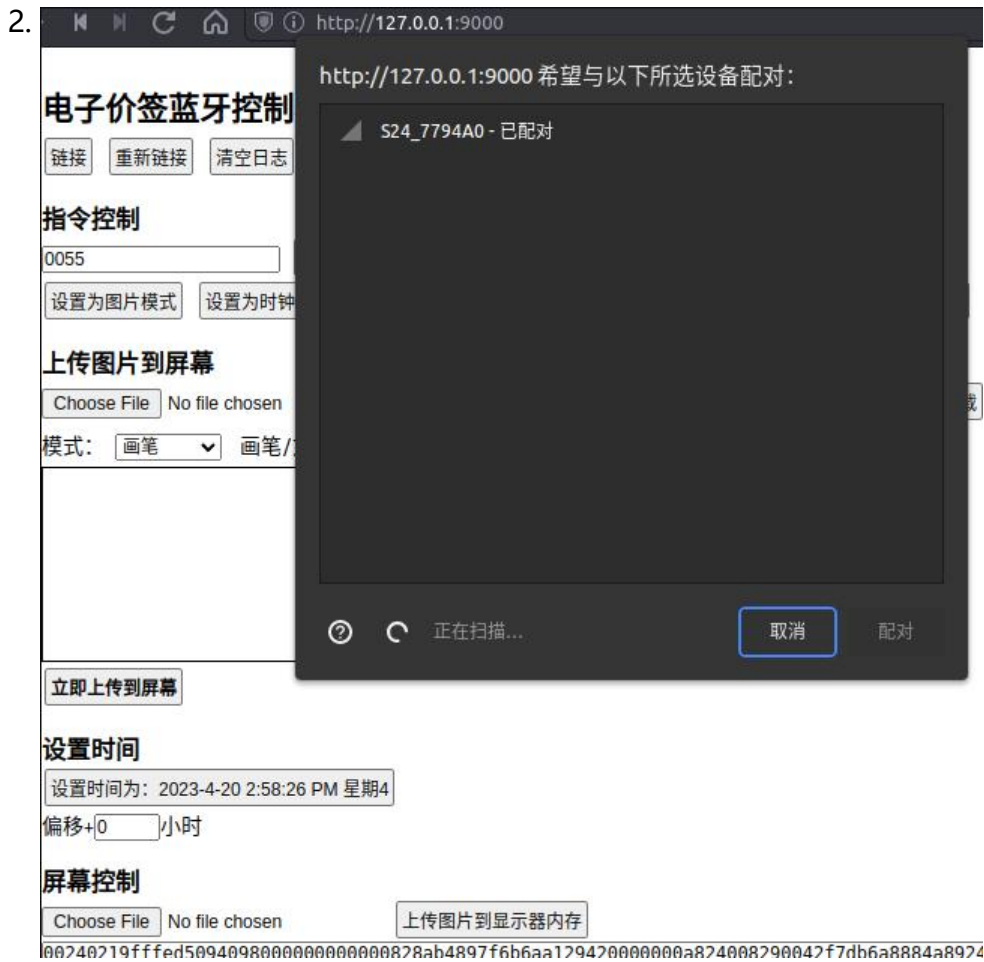 2.
http://127.0.0.1:9000
http://127.0.0.1:9000 希望与以下所选设备配对：
S24_7794A0 - 已配对
正在扫描...
取消
配对
电子价签蓝牙控制
链接 重新链接 清空日志
指令控制
0055
设置为图片模式 设置为时钟
上传图片到屏幕
Choose File No file chosen
模式： 画笔 画笔/
立即上传到屏幕
设置时间
设置时间为：2023-4-20 2:58:26 PM 星期4
偏移+0小时
屏幕控制
Choose File No file chosen 上传图片到显示器内存